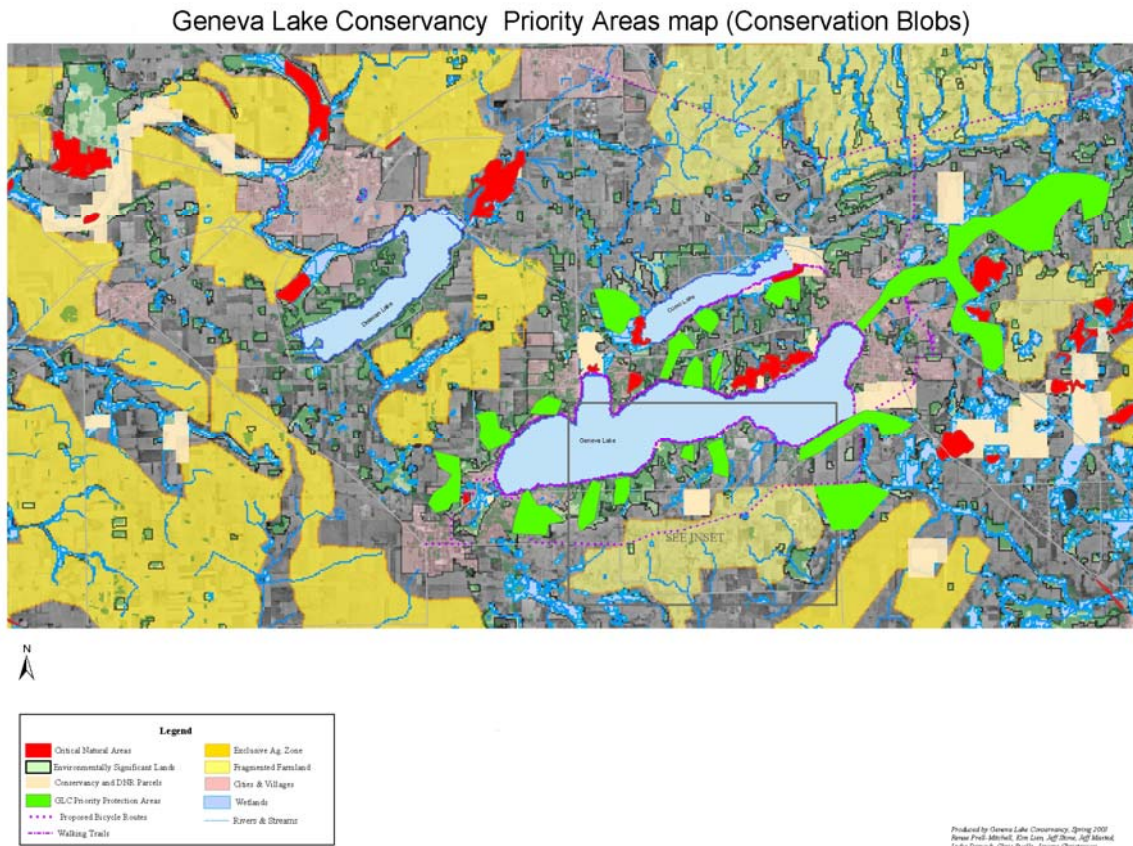 Geneva Lake Conservancy Priority Areas map (Conservation Blobs)
Delavan Lake
Como Lake
Geneva Lake
SEE INSET
N
Legend
Critical Natural Areas
Environmentally Significant Lands
Conservancy and DNR Parcels
GLC Priority Protection Areas
Proposed Bicycle Routes
Walking Trails
Exclusive Ag. Zone
Fragmented Farmland
Cities & Villages
Wetlands
Rivers & Streams
Produced by Geneva Lake Conservancy, Spring 2003